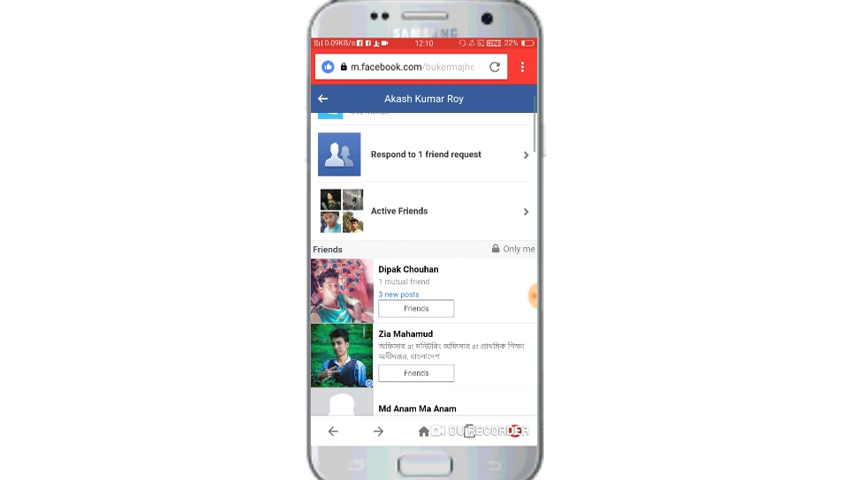 SAMSUNG
0.09KB/s 12:10 22%
m.facebook.com/bukermajhe
Akash Kumar Roy
Respond to 1 friend request
Active Friends
Friends Only me
Dipak Chouhan
1 mutual friend
3 new posts
Friends
Zia Mahamud
অফিসার at মনিটরিং অফিসার at প্রাথমিক শিক্ষা
অধীদপ্তর, বাংলাদেশ
Friends
Md Anam Ma Anam
DU RECORDER